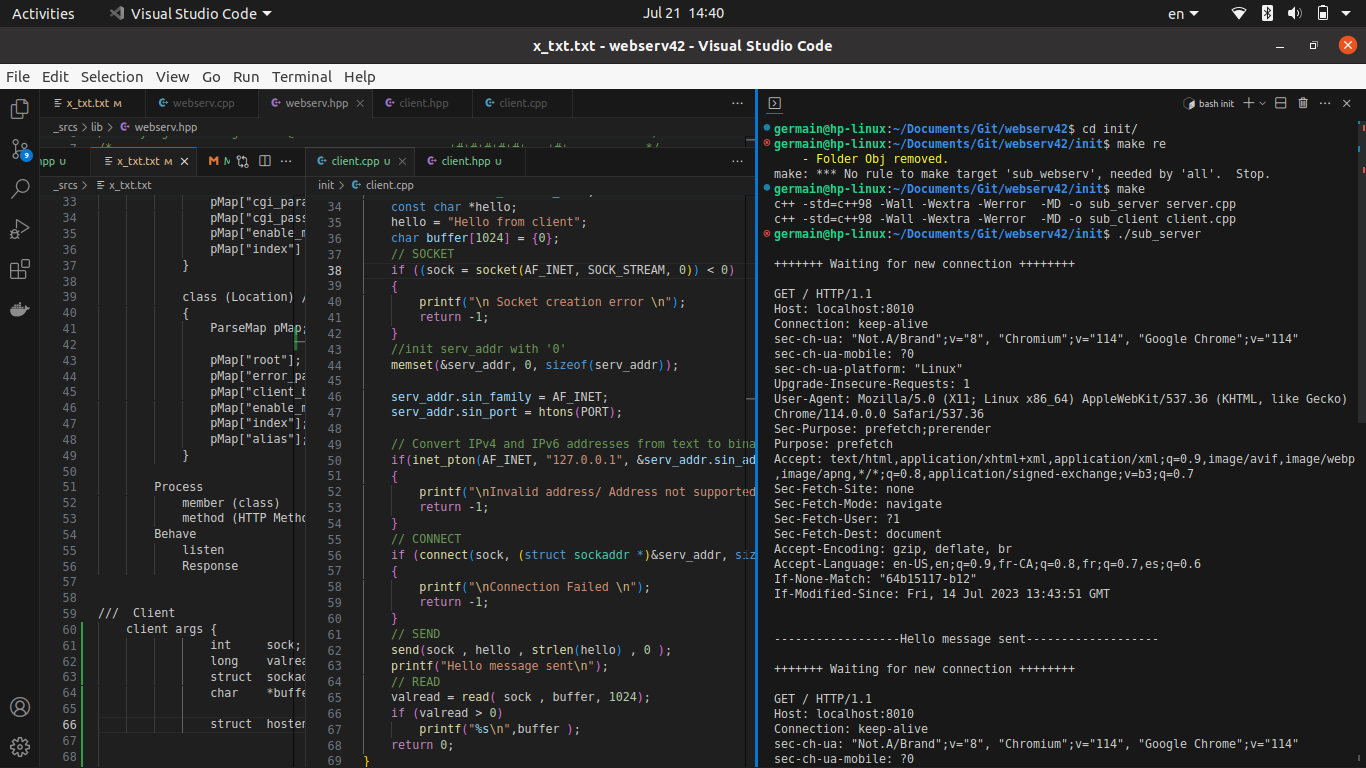 Activities
Visual Studio Code
Jul 21 14:40
en
x_txt.txt - webserv42 - Visual Studio Code
File Edit Selection View Go Run Terminal Help
x_txt.txt M
webserv.cpp
webserv.hpp
client.hpp
client.cpp
_srcs > lib > webserv.hpp
npp U
x_txt.txt M
client.cpp U
client.hpp U
_srcs > x_txt.txt
33 pMap["cgi_para
34 pMap["cgi_pass
35 pMap["enable_m
36 pMap["index"]
37 }
38
39 class (Location) /
40 {
41 ParseMap pMap;
42
43 pMap["root"];
44 pMap["error_pa
45 pMap["client_b
46 pMap["enable_m
47 pMap["index"];
48 pMap["alias"];
49 }
50
51 Process
52 member (class)
53 method (HTTP Metho
54 Behave
55 listen
56 Response
57
58
59 /// Client
60 client args {
61 int sock;
62 long valrea
63 struct sockad
64 char *buffe
65
66 struct hosten
67
68
init > client.cpp
34 const char *hello;
35 hello = "Hello from client";
36 char buffer[1024] = {0};
37 // SOCKET
38 if ((sock = socket(AF_INET, SOCK_STREAM, 0)) < 0)
39 {
40 printf("\n Socket creation error \n");
41 return -1;
42 }
43 //init serv_addr with '0'
44 memset(&serv_addr, 0, sizeof(serv_addr));
45
46 serv_addr.sin_family = AF_INET;
47 serv_addr.sin_port = htons(PORT);
48
49 // Convert IPv4 and IPv6 addresses from text to bina
50 if(inet_pton(AF_INET, "127.0.0.1", &serv_addr.sin_ad
51 {
52 printf("\nInvalid address/ Address not supported
53 return -1;
54 }
55 // CONNECT
56 if (connect(sock, (struct sockaddr *)&serv_addr, siz
57 {
58 printf("\nConnection Failed \n");
59 return -1;
60 }
61 // SEND
62 send(sock , hello , strlen(hello) , 0 );
63 printf("Hello message sent\n");
64 // READ
65 valread = read( sock , buffer, 1024);
66 if (valread > 0)
67 printf("%s\n",buffer );
68 return 0;
69 }
bash init
germain@hp-linux:~/Documents/Git/webserv42$ cd init/
germain@hp-linux:~/Documents/Git/webserv42/init$ make re
- Folder Obj removed.
make: *** No rule to make target 'sub_webserv', needed by 'all'.  Stop.
germain@hp-linux:~/Documents/Git/webserv42/init$ make
c++ -std=c++98 -Wall -Wextra -Werror  -MD -o sub_server server.cpp
c++ -std=c++98 -Wall -Wextra -Werror  -MD -o sub_client client.cpp
germain@hp-linux:~/Documents/Git/webserv42/init$ ./sub_server
+++++++ Waiting for new connection ++++++++
GET / HTTP/1.1
Host: localhost:8010
Connection: keep-alive
sec-ch-ua: "Not.A/Brand";v="8", "Chromium";v="114", "Google Chrome";v="114"
sec-ch-ua-mobile: ?0
sec-ch-ua-platform: "Linux"
Upgrade-Insecure-Requests: 1
User-Agent: Mozilla/5.0 (X11; Linux x86_64) AppleWebKit/537.36 (KHTML, like Gecko)
Chrome/114.0.0.0 Safari/537.36
Sec-Purpose: prefetch;prerender
Purpose: prefetch
Accept: text/html,application/xhtml+xml,application/xml;q=0.9,image/avif,image/webp
,image/apng,*/*;q=0.8,application/signed-exchange;v=b3;q=0.7
Sec-Fetch-Site: none
Sec-Fetch-Mode: navigate
Sec-Fetch-User: ?1
Sec-Fetch-Dest: document
Accept-Encoding: gzip, deflate, br
Accept-Language: en-US,en;q=0.9,fr-CA;q=0.8,fr;q=0.7,es;q=0.6
If-None-Match: "64b15117-b12"
If-Modified-Since: Fri, 14 Jul 2023 13:43:51 GMT
------------------Hello message sent-------------------
+++++++ Waiting for new connection ++++++++
GET / HTTP/1.1
Host: localhost:8010
Connection: keep-alive
sec-ch-ua: "Not.A/Brand";v="8", "Chromium";v="114", "Google Chrome";v="114"
sec-ch-ua-mobile: ?0